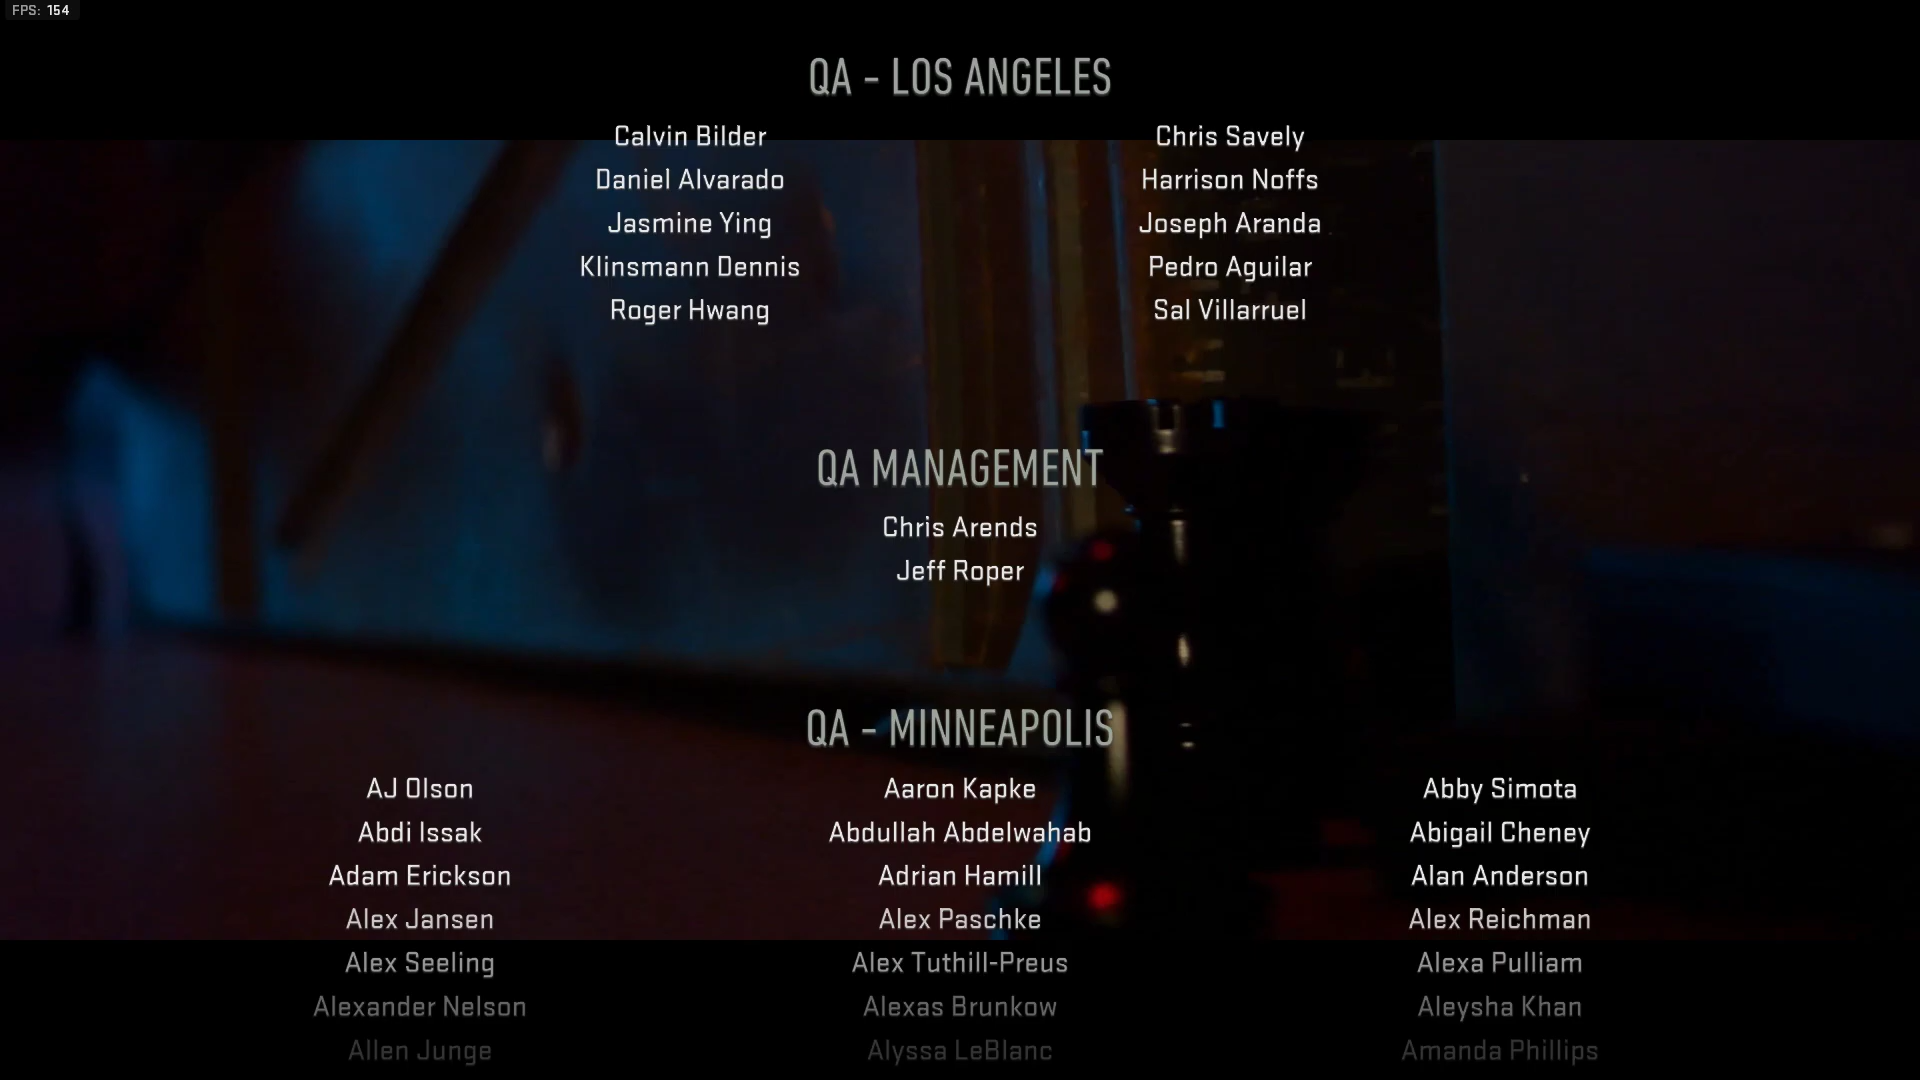 FPS: 154
QA - LOS ANGELES
Calvin Bilder Chris Savely
Daniel Alvarado Harrison Noffs
Jasmine Ying Joseph Aranda
Klinsmann Dennis Pedro Aguilar
Roger Hwang Sal Villarruel
QA MANAGEMENT
Chris Arends
Jeff Roper
QA - MINNEAPOLIS
AJ Olson Aaron Kapke Abby Simota
Abdi Issak Abdullah Abdelwahab Abigail Cheney
Adam Erickson Adrian Hamill Alan Anderson
Alex Jansen Alex Paschke Alex Reichman
Alex Seeling Alex Tuthill-Preus Alexa Pulliam
Alexander Nelson Alexas Brunkow Aleysha Khan
Allen Junge Alyssa LeBlanc Amanda Phillips